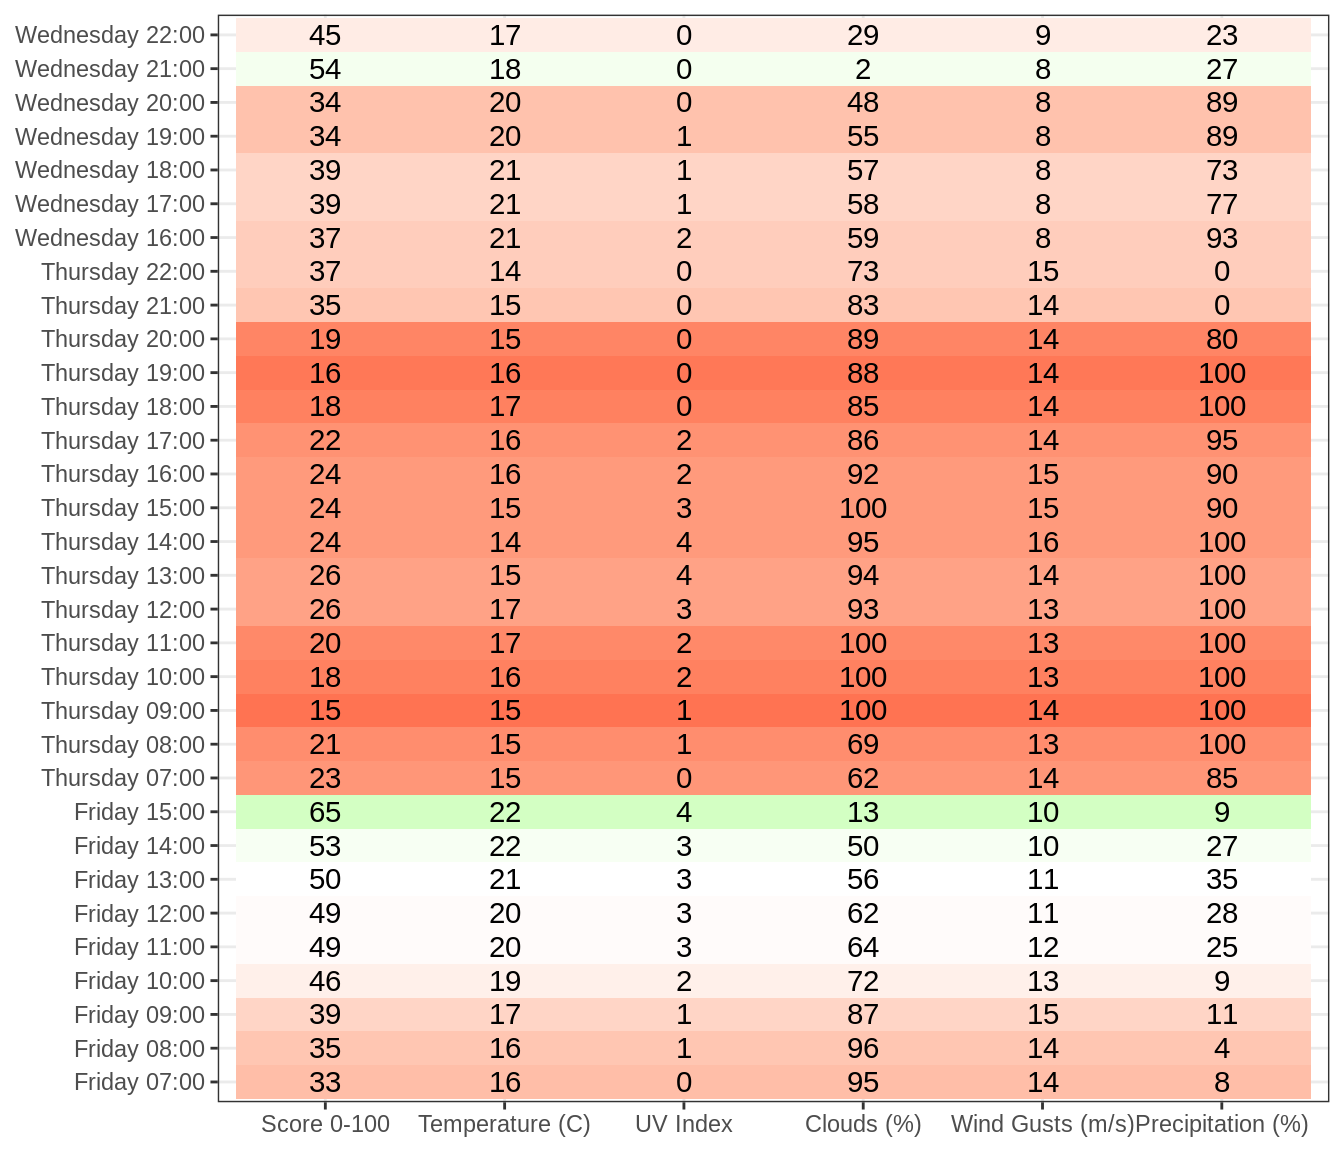 Wednesday 22:00 45 17 0 29 9 23
Wednesday 21:00 54 18 0 2 8 27
Wednesday 20:00 34 20 0 48 8 89
Wednesday 19:00 34 20 1 55 8 89
Wednesday 18:00 39 21 1 57 8 73
Wednesday 17:00 39 21 1 58 8 77
Wednesday 16:00 37 21 2 59 8 93
Thursday 22:00 37 14 0 73 15 0
Thursday 21:00 35 15 0 83 14 0
Thursday 20:00 19 15 0 89 14 80
Thursday 19:00 16 16 0 88 14 100
Thursday 18:00 18 17 0 85 14 100
Thursday 17:00 22 16 2 86 14 95
Thursday 16:00 24 16 2 92 15 90
Thursday 15:00 24 15 3 100 15 90
Thursday 14:00 24 14 4 95 16 100
Thursday 13:00 26 15 4 94 14 100
Thursday 12:00 26 17 3 93 13 100
Thursday 11:00 20 17 2 100 13 100
Thursday 10:00 18 16 2 100 13 100
Thursday 09:00 15 15 1 100 14 100
Thursday 08:00 21 15 1 69 13 100
Thursday 07:00 23 15 0 62 14 85
Friday 15:00 65 22 4 13 10 9
Friday 14:00 53 22 3 50 10 27
Friday 13:00 50 21 3 56 11 35
Friday 12:00 49 20 3 62 11 28
Friday 11:00 49 20 3 64 12 25
Friday 10:00 46 19 2 72 13 9
Friday 09:00 39 17 1 87 15 11
Friday 08:00 35 16 1 96 14 4
Friday 07:00 33 16 0 95 14 8
Score 0-100 Temperature (C) UV Index Clouds (%) Wind Gusts (m/s) Precipitation (%)